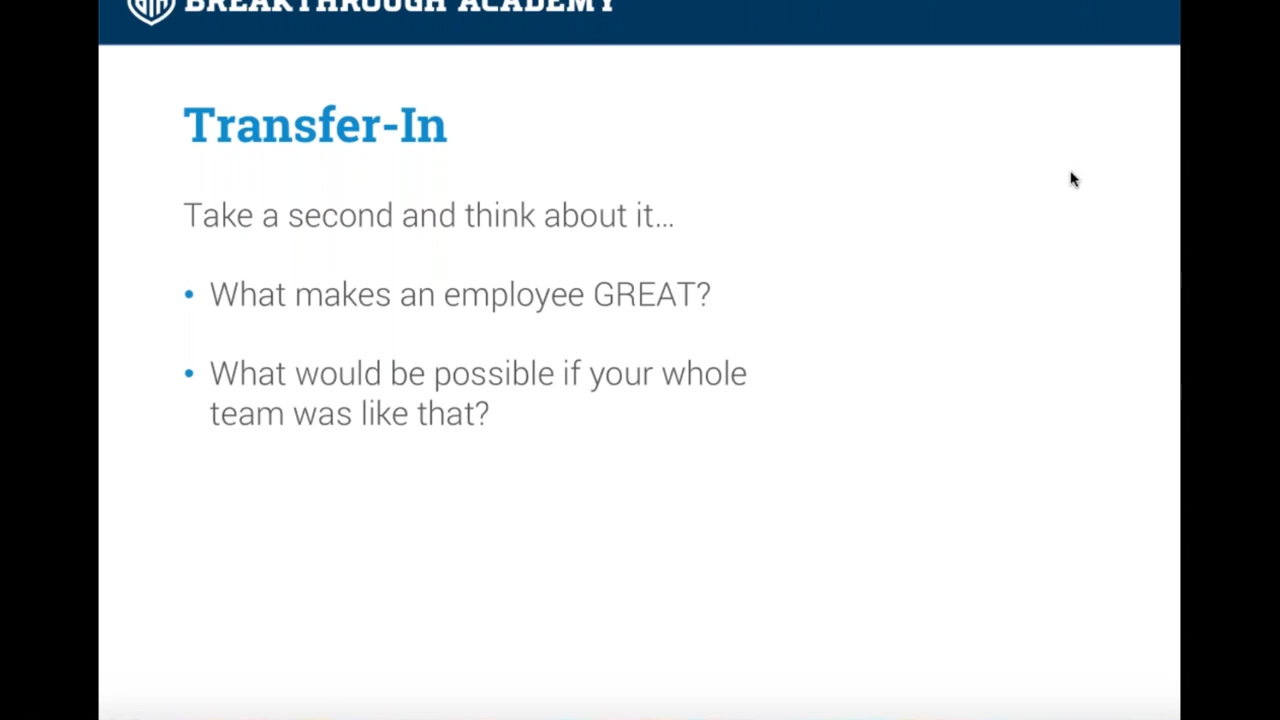 BREAKTHROUGH ACADEMY
Transfer-In
Take a second and think about it...
• What makes an employee GREAT?
• What would be possible if your whole
team was like that?